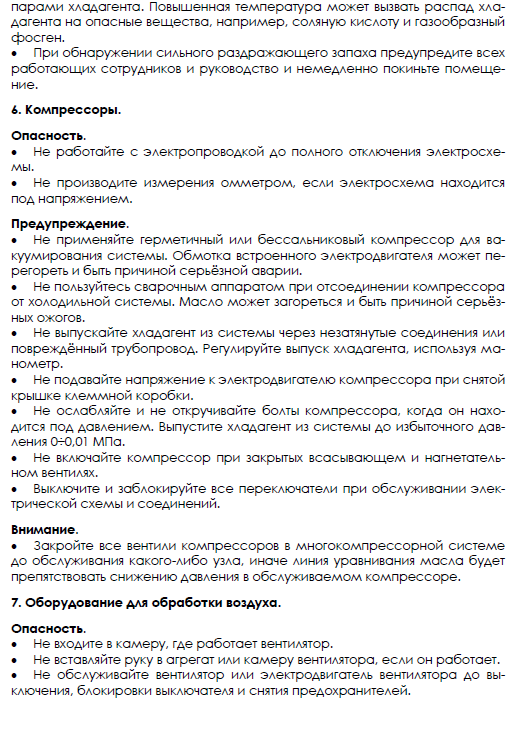 парами хладагента. Повышенная температура может вызвать распад хла-
дагента на опасные вещества, например, соляную кислоту и газообразный
фосген.
• При обнаружении сильного раздражающего запаха предупредите всех
работающих сотрудников и руководство и немедленно покиньте помеще-
ние.
6. Компрессоры.
Опасность.
• Не работайте с электропроводкой до полного отключения электросхе-
мы.
• Не производите измерения омметром, если электросхема находится
под напряжением.
Предупреждение.
• Не применяйте герметичный или бессальниковый компрессор для ва-
куумирования системы. Обмотка встроенного электродвигателя может пе-
регореть и быть причиной серьёзной аварии.
• Не пользуйтесь сварочным аппаратом при отсоединении компрессора
от холодильной системы. Масло может загореться и быть причиной серьёз-
ных ожогов.
• Не выпускайте хладагент из системы через незатянутые соединения или
повреждённый трубопровод. Регулируйте выпуск хладагента, используя ма-
нометр.
• Не подавайте напряжение к электродвигателю компрессора при снятой
крышке клеммной коробки.
• Не ослабляйте и не откручивайте болты компрессора, когда он нахо-
дится под давлением. Выпустите хладагент из системы до избыточного дав-
ления 0÷0,01 МПа.
• Не включайте компрессор при закрытых всасывающем и нагнетатель-
ном вентилях.
• Выключите и заблокируйте все переключатели при обслуживании элек-
трической схемы и соединений.
Внимание.
• Закройте все вентили компрессоров в многокомпрессорной системе
до обслуживания какого-либо узла, иначе линия уравнивания масла будет
препятствовать снижению давления в обслуживаемом компрессоре.
7. Оборудование для обработки воздуха.
Опасность.
• Не входите в камеру, где работает вентилятор.
• Не вставляйте руку в агрегат или камеру вентилятора, если он работает.
• Не обслуживайте вентилятор или электродвигатель вентилятора до вы-
ключения, блокировки выключателя и снятия предохранителей.